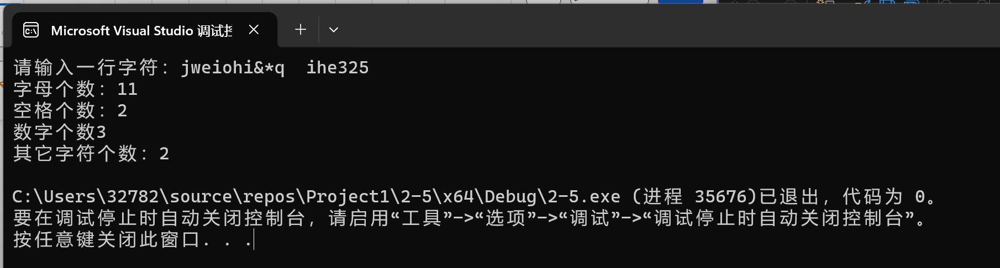 Microsoft Visual Studio 调试
请输入一行字符：jweiohi&*q  ihe325
字母个数：11
空格个数：2
数字个数3
其它字符个数：2
C:\Users\32782\source\repos\Project1\2-5\x64\Debug\2-5.exe (进程 35676)已退出，代码为 0。
要在调试停止时自动关闭控制台，请启用“工具”->“选项”->“调试”->“调试停止时自动关闭控制台”。
按任意键关闭此窗口. . .